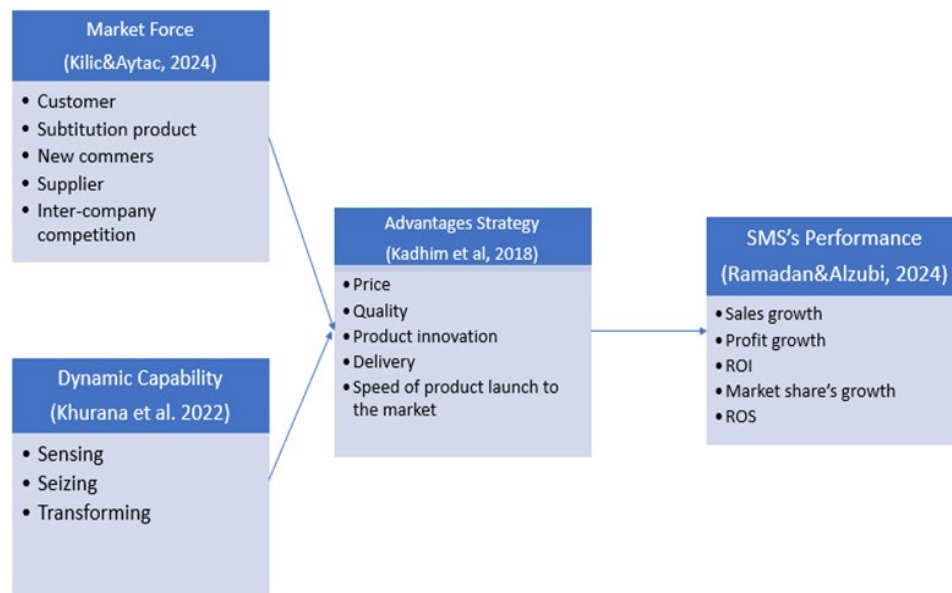 Market Force
(Kilic&Aytac, 2024)
• Customer
• Subtitution product
• New commers
• Supplier
• Inter-company
competition
Dynamic Capability
(Khurana et al. 2022)
• Sensing
• Seizing
• Transforming
Advantages Strategy
(Kadhim et al, 2018)
• Price
• Quality
• Product innovation
• Delivery
• Speed of product launch to
the market
SMS's Performance
(Ramadan&Alzubi, 2024)
• Sales growth
• Profit growth
• ROI
• Market share's growth
• ROS